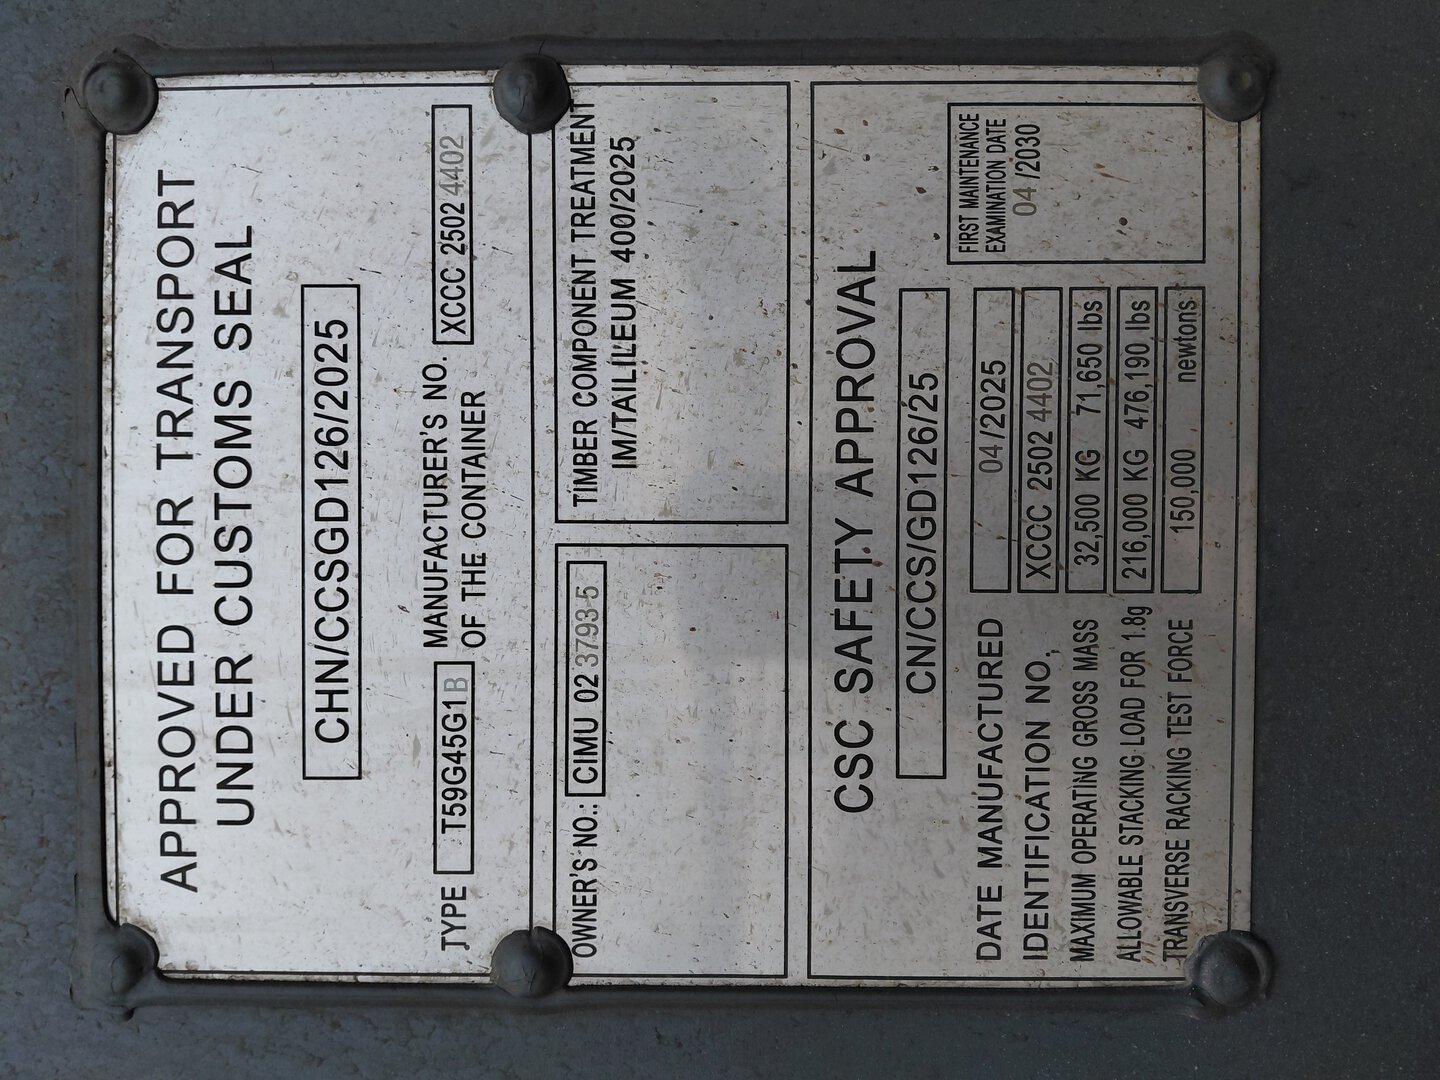 APPROVED FOR TRANSPORT
UNDER CUSTOMS SEAL
CHN/CCSGD126/2025
TYPE T59G45G1B MANUFACTURER'S NO. OF THE CONTAINER XCCC 2502 4402
OWNER'S NO.: CIMU 02 3793 5
TIMBER COMPONENT TREATMENT
IM/TAILILEUM 400/2025
CSC SAFETY APPROVAL
CN/CCS/GD126/25
DATE MANUFACTURED 04/2025
IDENTIFICATION NO. XCCC 2502 4402
MAXIMUM OPERATING GROSS MASS 32,500 KG 71,650 lbs
ALLOWABLE STACKING LOAD FOR 1.8g 216,000 KG 476,190 lbs
TRANSVERSE RACKING TEST FORCE 150,000 newtons
FIRST MAINTENANCE
EXAMINATION DATE
04 /2030